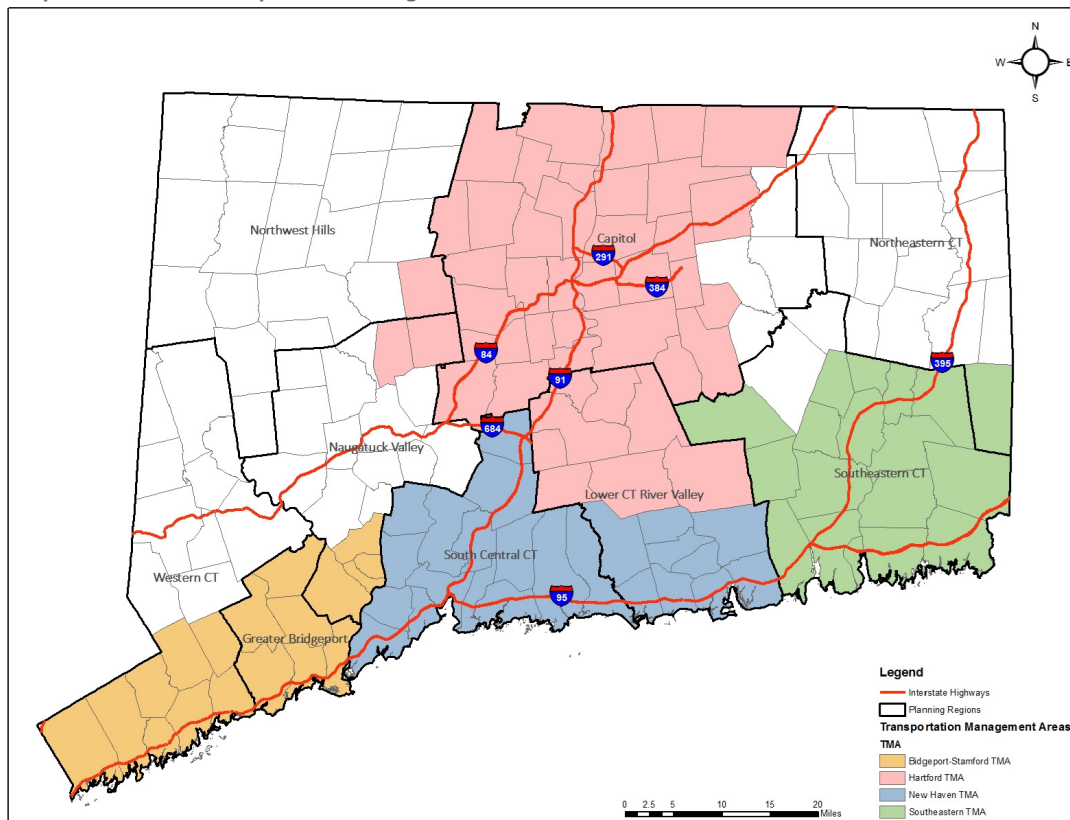 N
W
E
S
Northwest Hills
Capitol
Northeastern CT
291
384
84
91
395
684
Naugatuck Valley
Southeastern CT
Lower CT River Valley
South Central CT
Western CT
95
Greater Bridgeport
Legend
Interstate Highways
Planning Regions
Transportation Management Areas
TMA
Bidgeport-Stamford TMA
Hartford TMA
New Haven TMA
Southeastern TMA
0 2.5 5 10 15 20
Miles